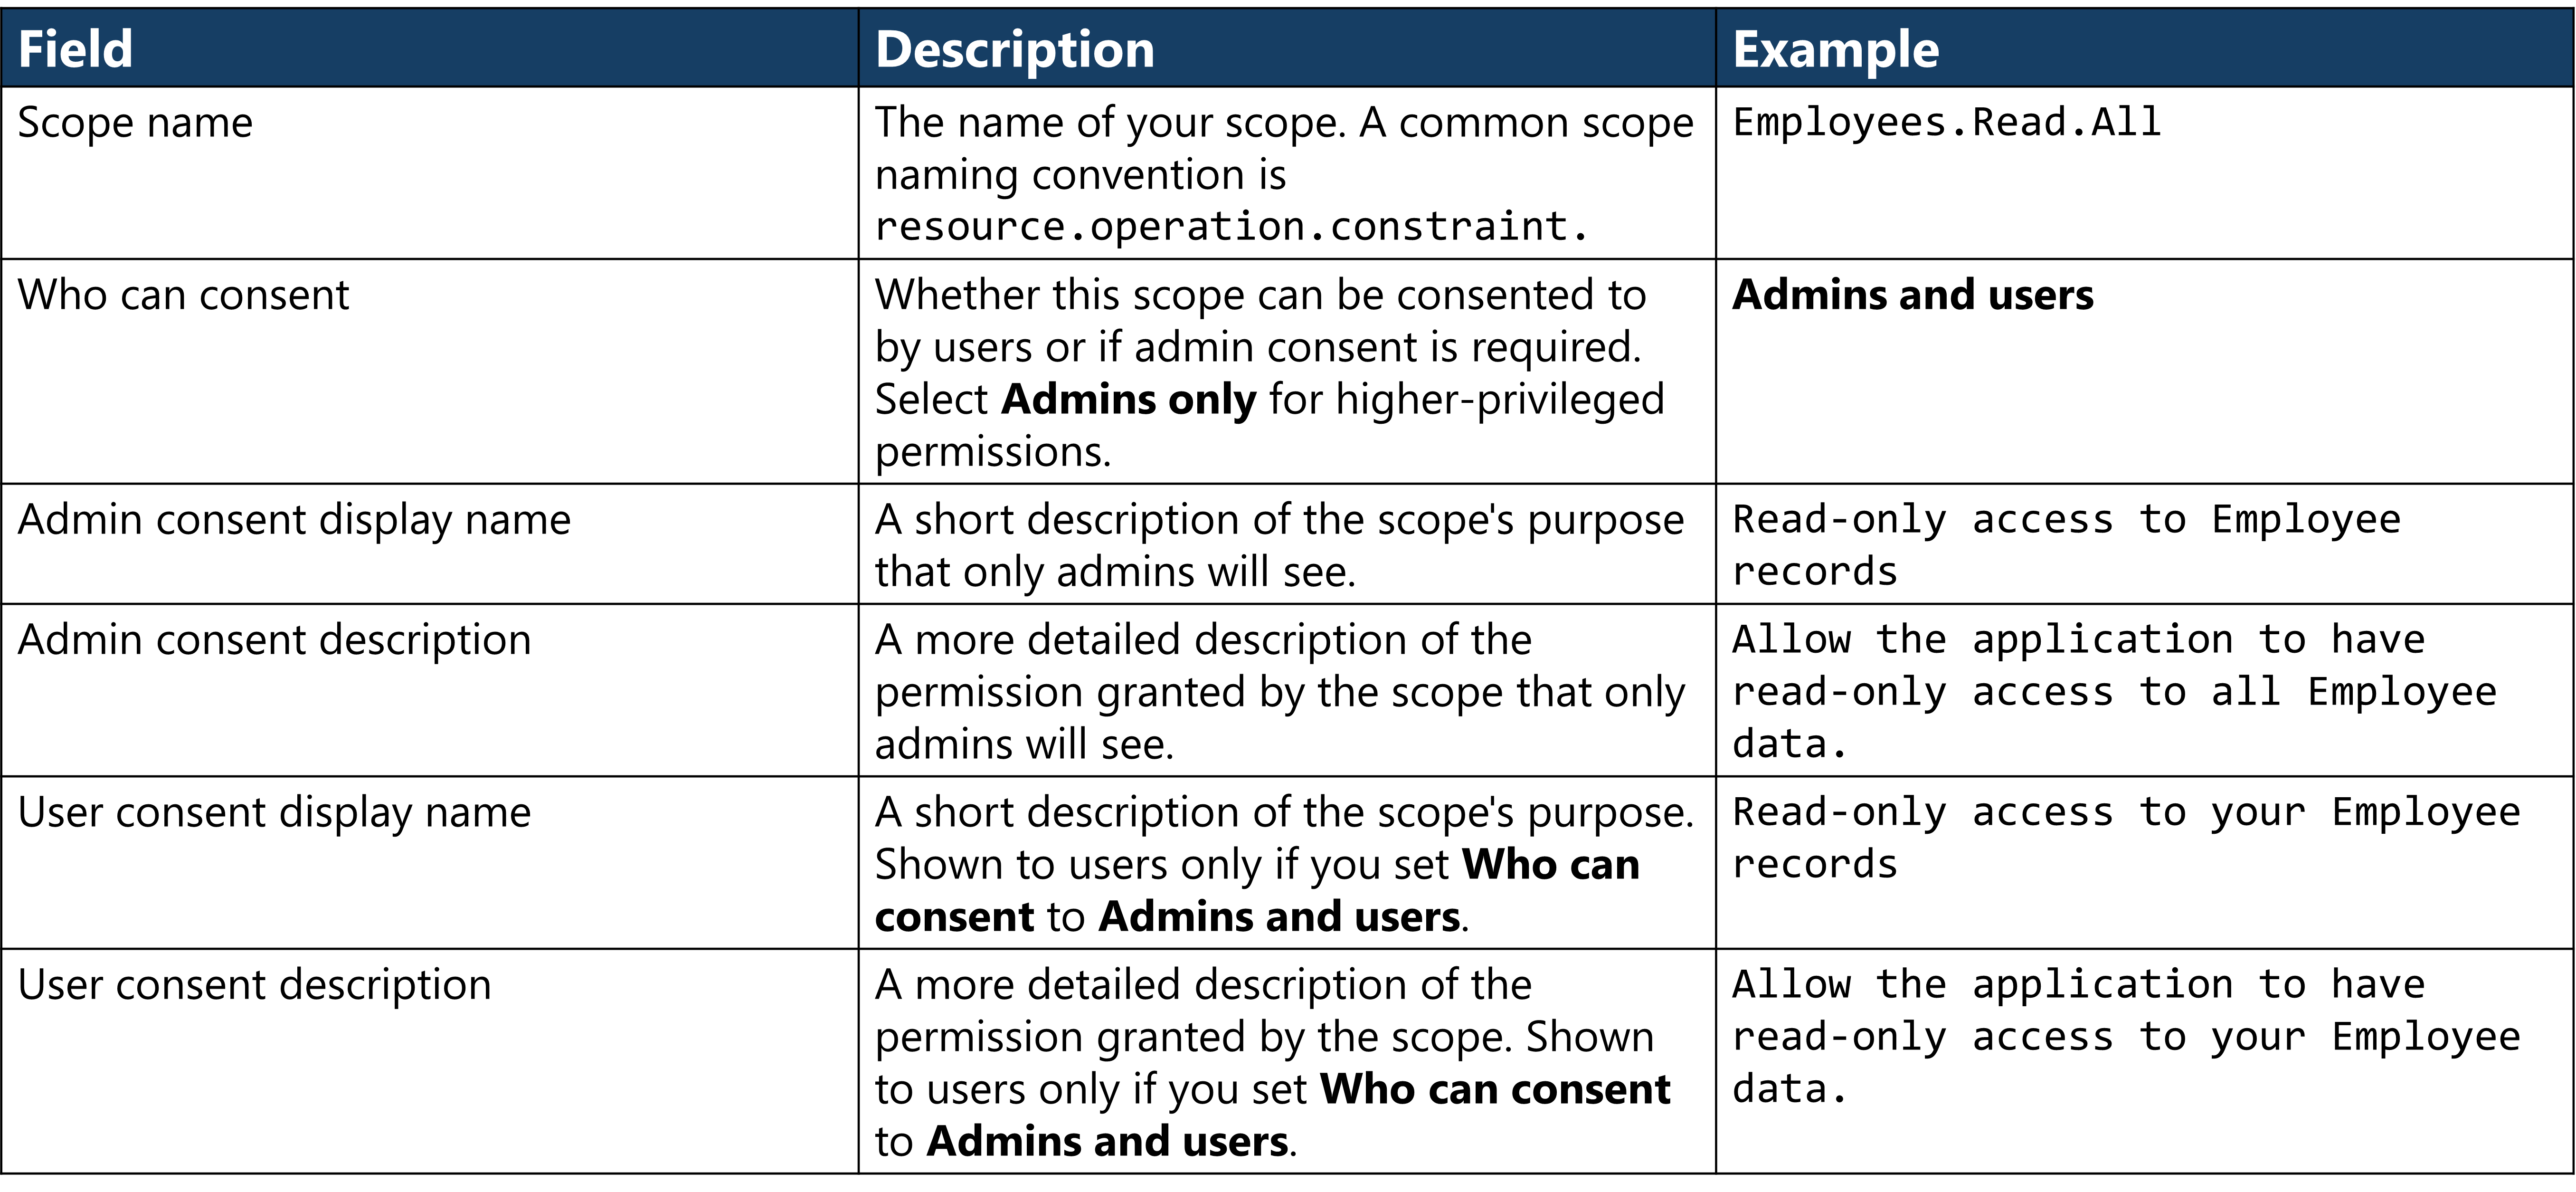 Field
Description
Example
Scope name
The name of your scope. A common scope
naming convention is
resource.operation.constraint.
Employees.Read.All
Who can consent
Whether this scope can be consented to
by users or if admin consent is required.
Select Admins only for higher-privileged
permissions.
Admins and users
Admin consent display name
A short description of the scope's purpose
that only admins will see.
Read-only access to Employee
records
Admin consent description
A more detailed description of the
permission granted by the scope that only
admins will see.
Allow the application to have
read-only access to all Employee
data.
User consent display name
A short description of the scope's purpose.
Shown to users only if you set Who can
consent to Admins and users.
Read-only access to your Employee
records
User consent description
A more detailed description of the
permission granted by the scope. Shown
to users only if you set Who can consent
to Admins and users.
Allow the application to have
read-only access to your Employee
data.